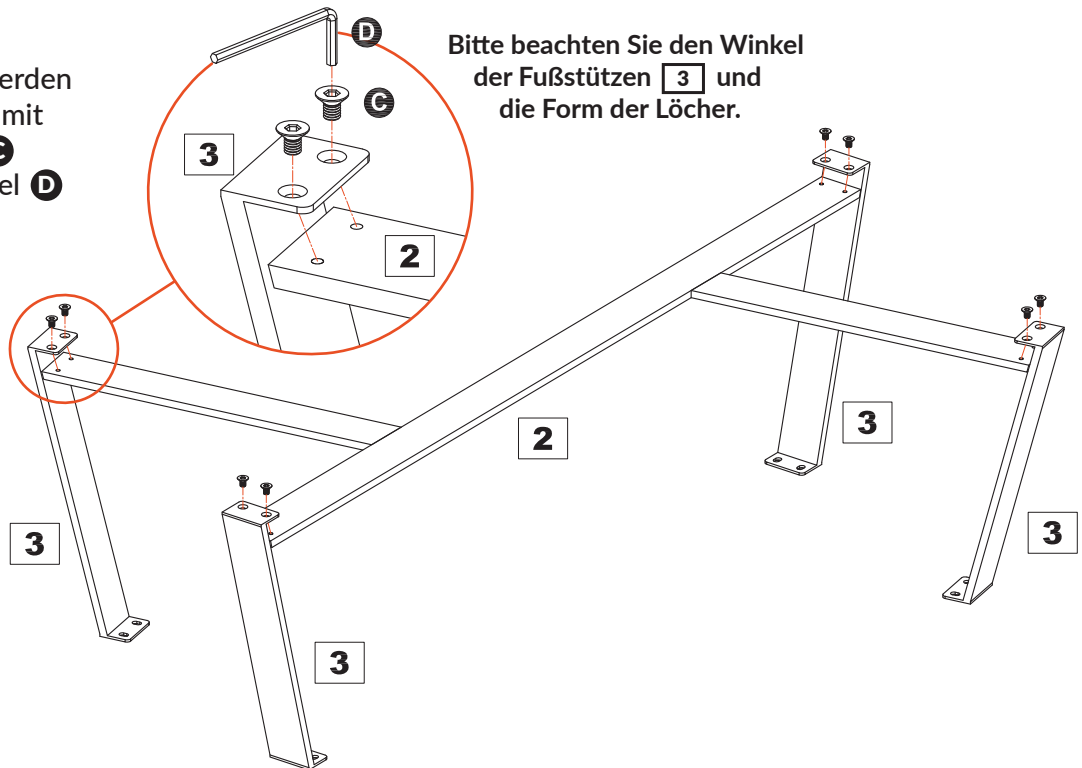 erden
mit
C
el D
Bitte beachten Sie den Winkel
der Fußstützen 3 und
die Form der Löcher.
D
C
3
2
2
3
3
3
3